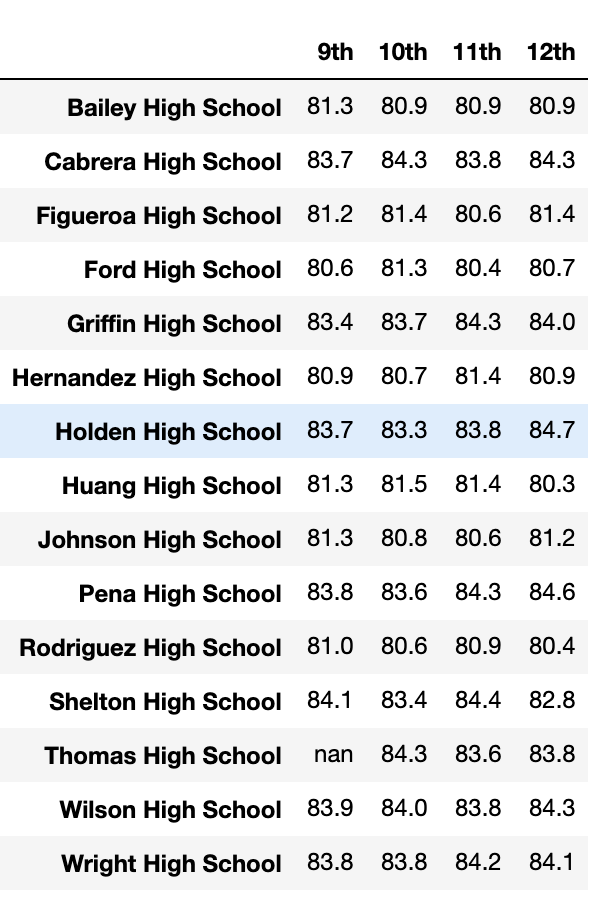 9th 10th 11th 12th
Bailey High School 81.3 80.9 80.9 80.9
Cabrera High School 83.7 84.3 83.8 84.3
Figueroa High School 81.2 81.4 80.6 81.4
Ford High School 80.6 81.3 80.4 80.7
Griffin High School 83.4 83.7 84.3 84.0
Hernandez High School 80.9 80.7 81.4 80.9
Holden High School 83.7 83.3 83.8 84.7
Huang High School 81.3 81.5 81.4 80.3
Johnson High School 81.3 80.8 80.6 81.2
Pena High School 83.8 83.6 84.3 84.6
Rodriguez High School 81.0 80.6 80.9 80.4
Shelton High School 84.1 83.4 84.4 82.8
Thomas High School nan 84.3 83.6 83.8
Wilson High School 83.9 84.0 83.8 84.3
Wright High School 83.8 83.8 84.2 84.1